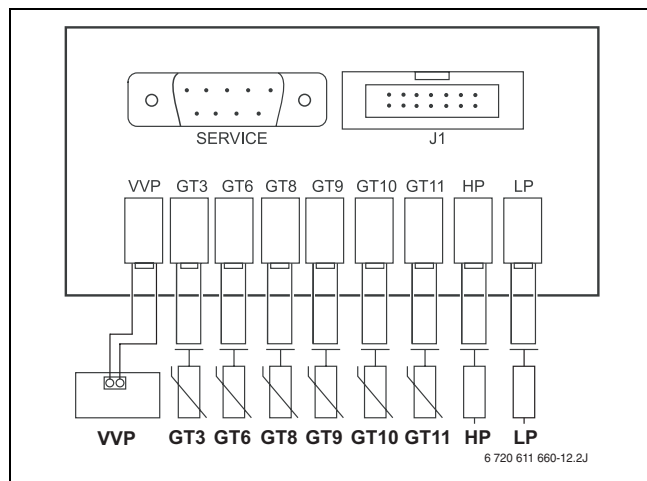 SERVICE J1
VVP GT3 GT6 GT8 GT9 GT10 GT11 HP LP
VVP GT3 GT6 GT8 GT9 GT10 GT11 HP LP
6 720 611 660-12.2J